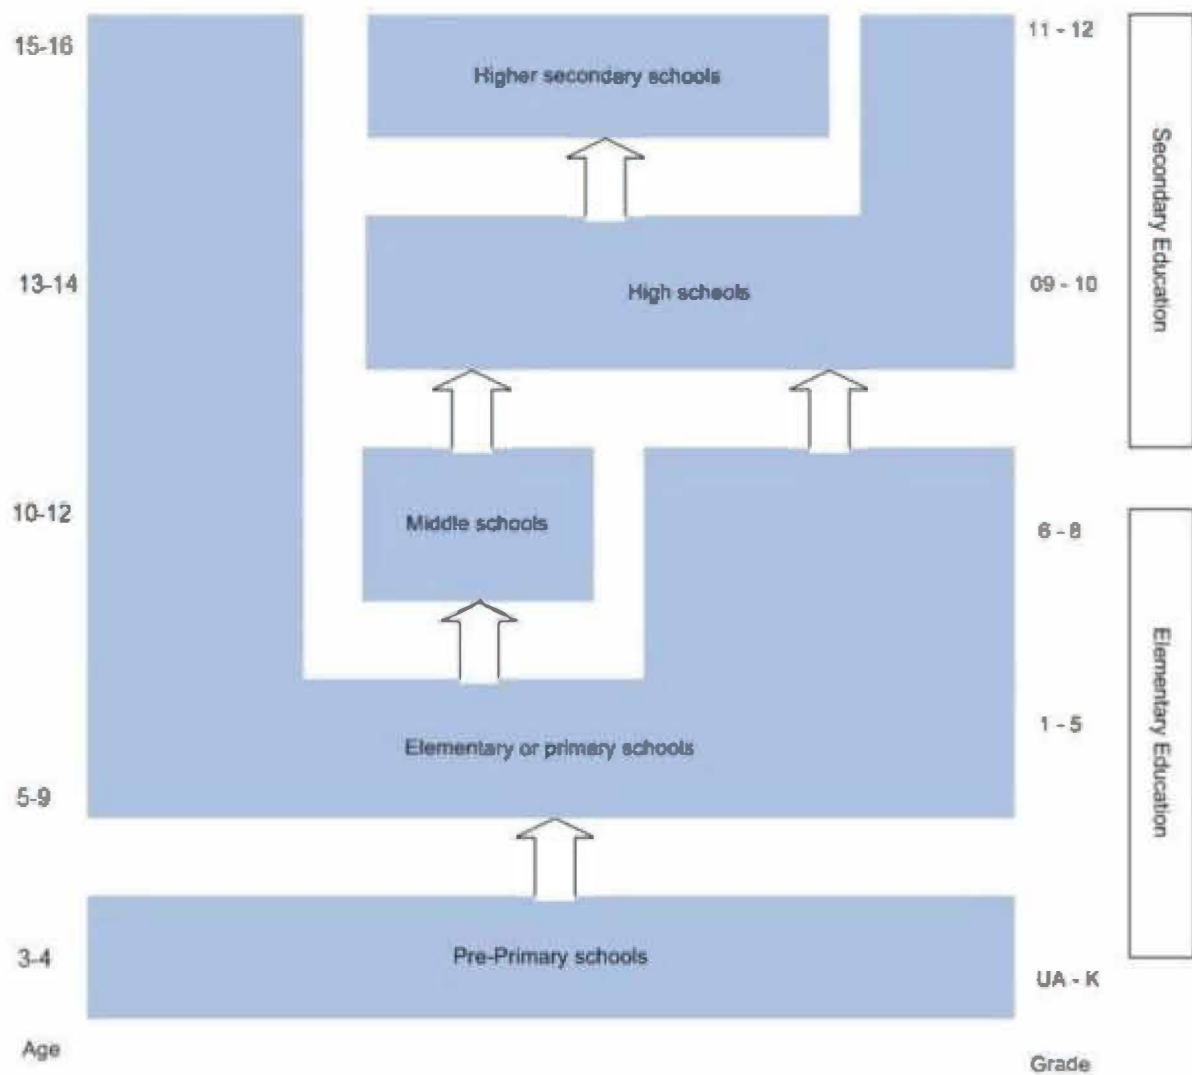 15-16
Higher secondary schools
11 - 12
Secondary Education
13-14
High schools
09 - 10
10-12
Middle schools
6 - 8
Elementary Education
Elementary or primary schools
1 - 5
5-9
3-4
Pre-Primary schools
UA - K
Age
Grade